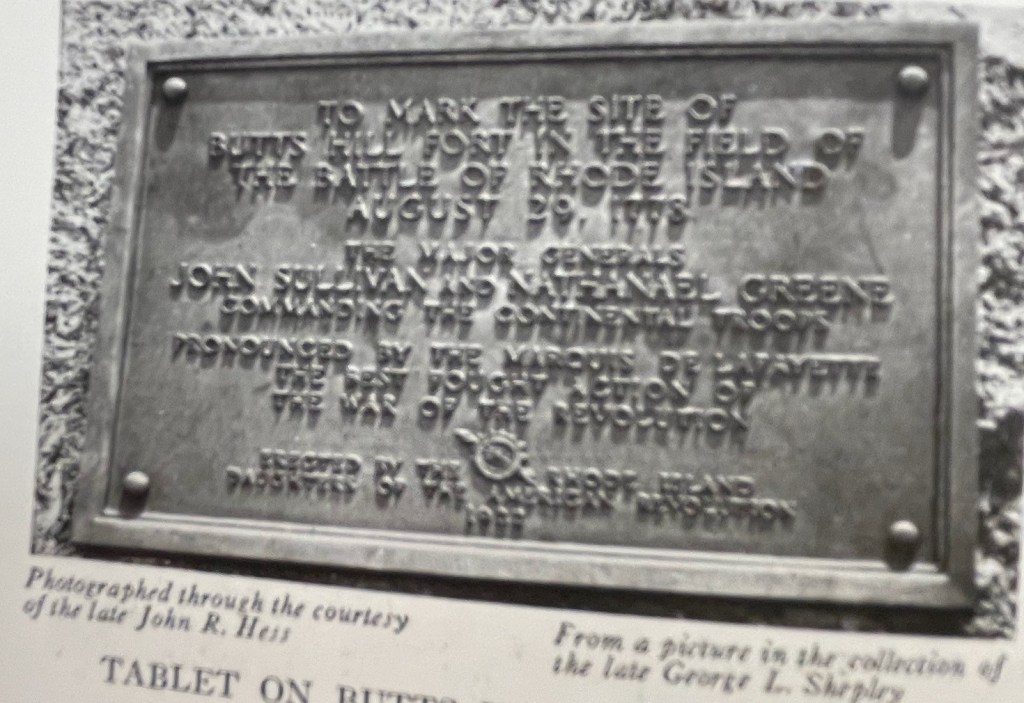 TO MARK THE SITE OF
BUTTS HILL FORT IN THE FIELD OF
THE BATTLE OF RHODE ISLAND
AUGUST 29, 1778
THE MAJOR GENERALS
JOHN SULLIVAN AND NATHANAEL GREENE
COMMANDING THE CONTINENTAL TROOPS
PRONOUNCED BY THE MARQUIS DE LAFAYETTE
THE BEST FOUGHT ACTION OF
THE WAR OF THE REVOLUTION
ERECTED BY THE RHODE ISLAND
DAUGHTERS OF THE AMERICAN REVOLUTION
Photographed through the courtesy
of the late John R. Hess
From a picture in the collection of
the late George L. Shepley
TABLET ON BUTTS